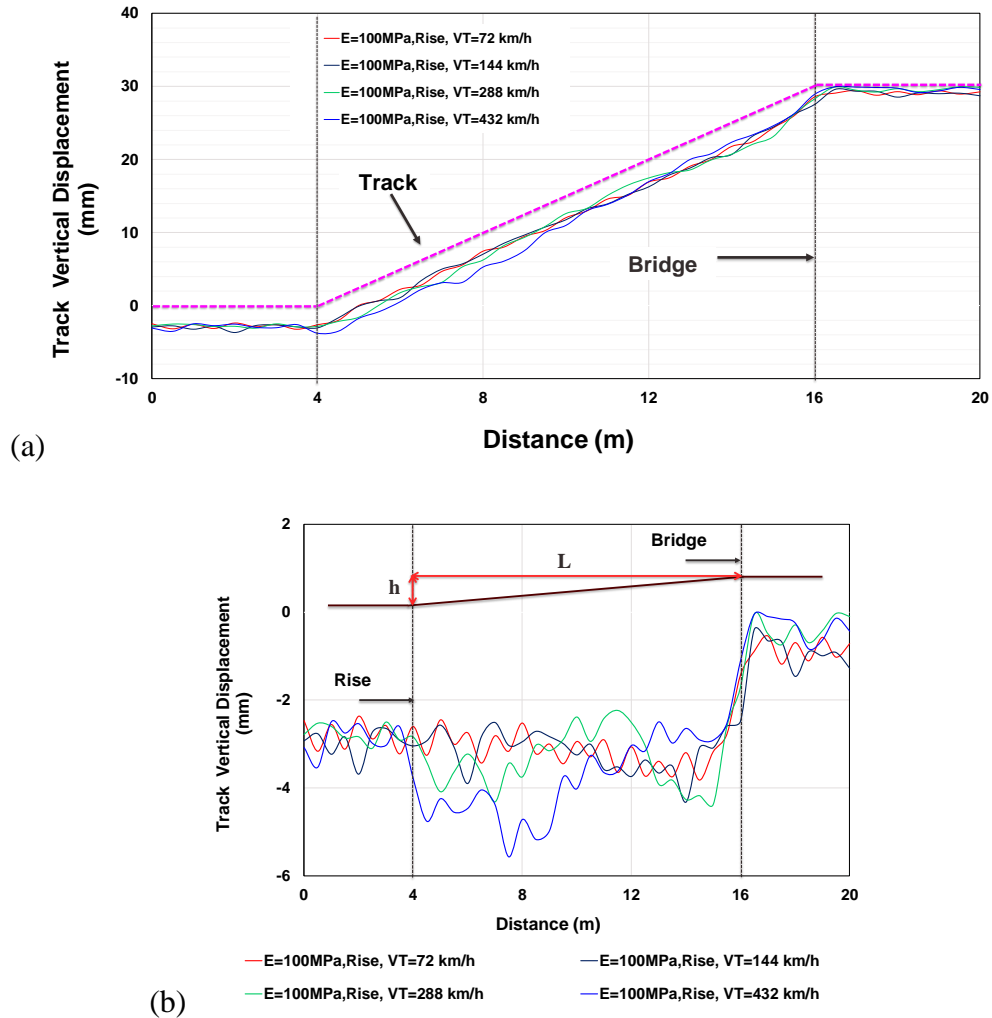 E=100MPa,Rise, VT=72 km/h
E=100MPa,Rise, VT=144 km/h
E=100MPa,Rise, VT=288 km/h
E=100MPa,Rise, VT=432 km/h
40
30
20
10
0
-10
Track Vertical Displacement
(mm)
Track
Bridge
0
4
8
12
16
20
Distance (m)
(a)
2
0
-2
-4
-6
Track Vertical Displacement
(mm)
Bridge
L
h
Rise
0
4
8
12
16
20
Distance (m)
E=100MPa,Rise, VT=72 km/h
E=100MPa,Rise, VT=144 km/h
E=100MPa,Rise, VT=288 km/h
E=100MPa,Rise, VT=432 km/h
(b)